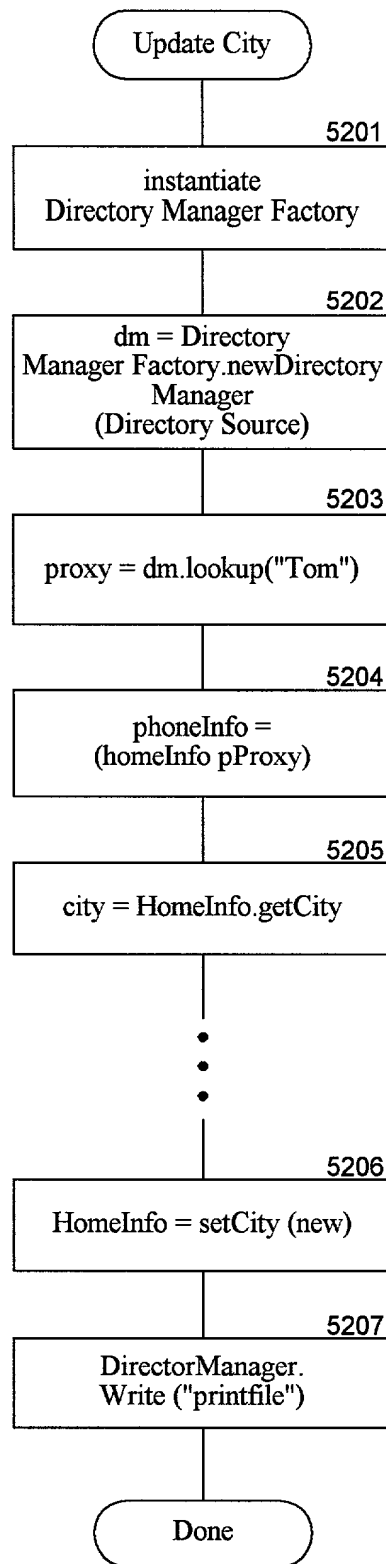 Update City
5201
instantiate
Directory Manager Factory
5202
dm = Directory
Manager Factory.newDirectory
Manager
(Directory Source)
5203
proxy = dm.lookup("Tom")
5204
phoneInfo =
(homeInfo pProxy)
5205
city = HomeInfo.getCity
5206
HomeInfo = setCity (new)
5207
DirectorManager.
Write ("printfile")
Done